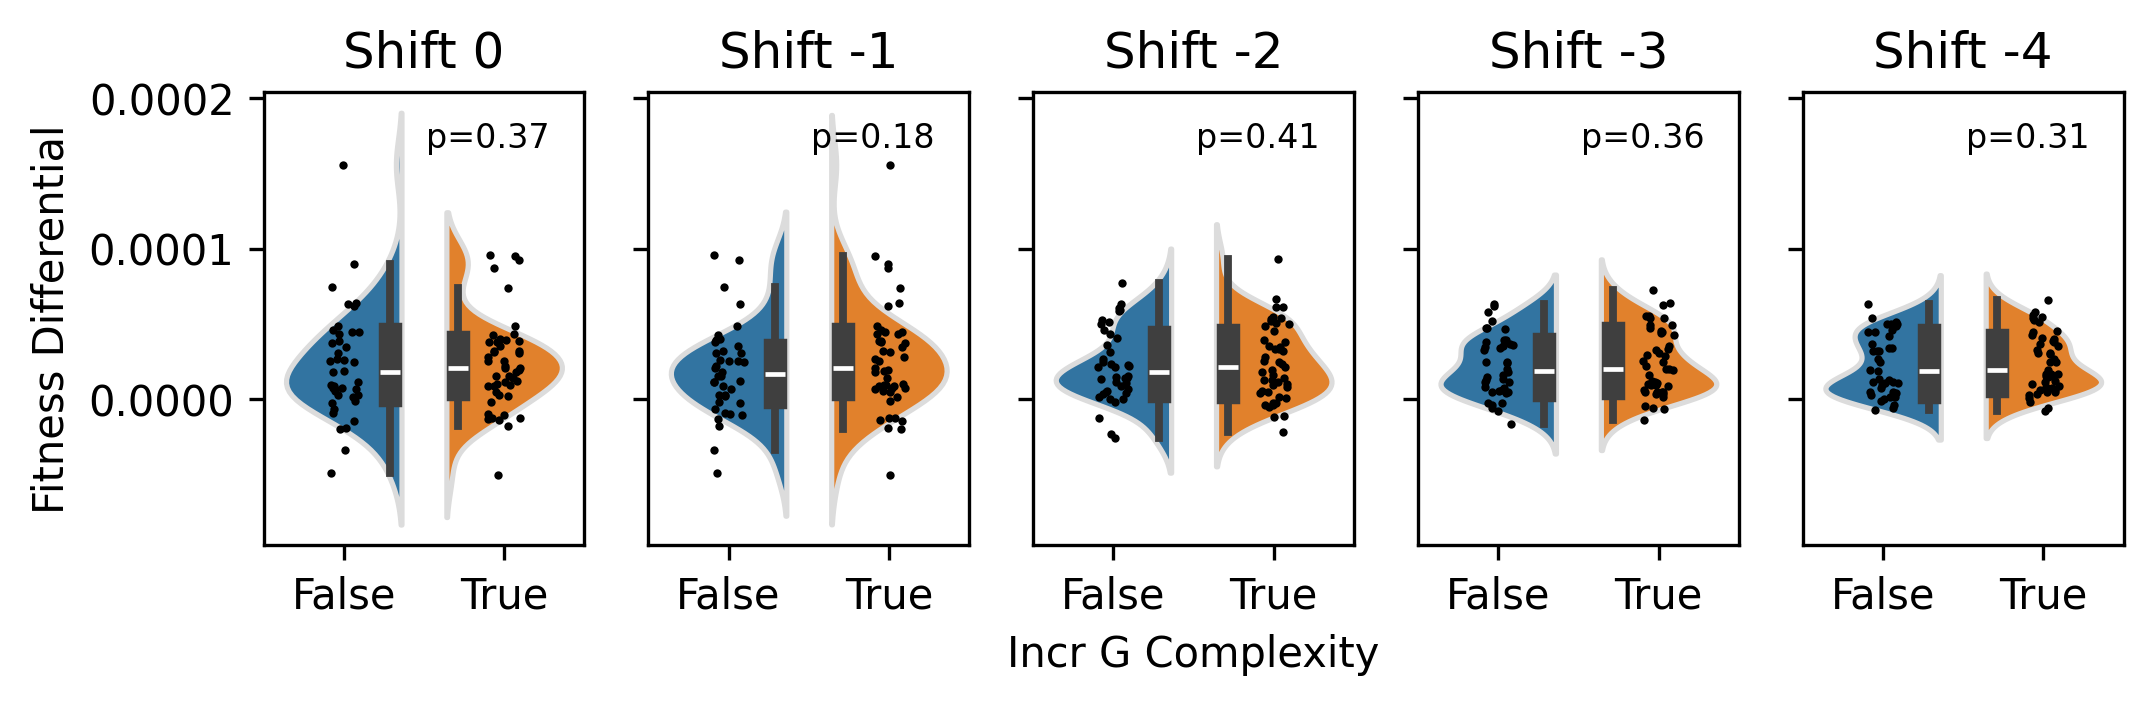 Shift 0
Shift -1
Shift -2
Shift -3
Shift -4
Fitness Differential
0.0002
0.0001
0.0000
p=0.37
p=0.18
p=0.41
p=0.36
p=0.31
False True
False True
False True
False True
False True
Incr G Complexity